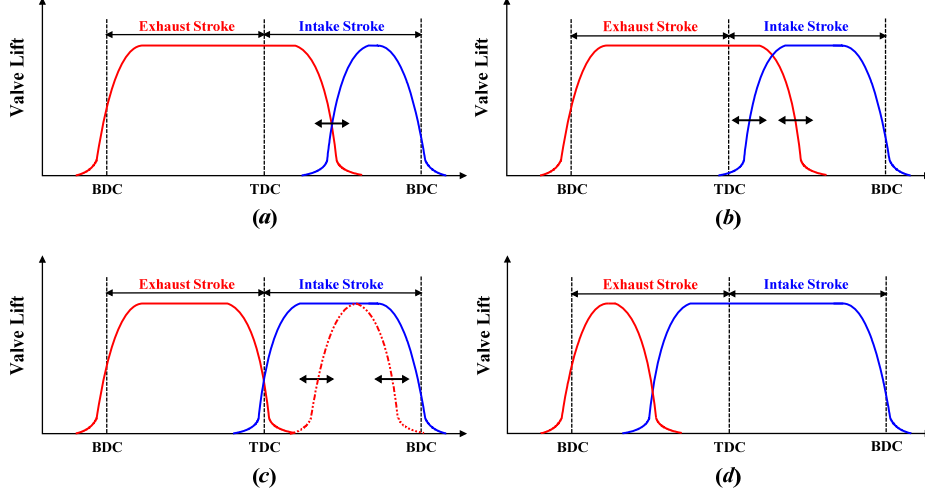 Exhaust Stroke Intake Stroke
Valve Lift
BDC TDC BDC
(a)
Exhaust Stroke Intake Stroke
Valve Lift
BDC TDC BDC
(b)
Exhaust Stroke Intake Stroke
Valve Lift
BDC TDC BDC
(c)
Exhaust Stroke Intake Stroke
Valve Lift
BDC TDC BDC
(d)